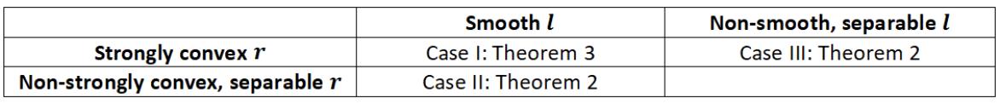 Smooth l Non-smooth, separable l
Strongly convex r Case I: Theorem 3 Case III: Theorem 2
Non-strongly convex, separable r Case II: Theorem 2